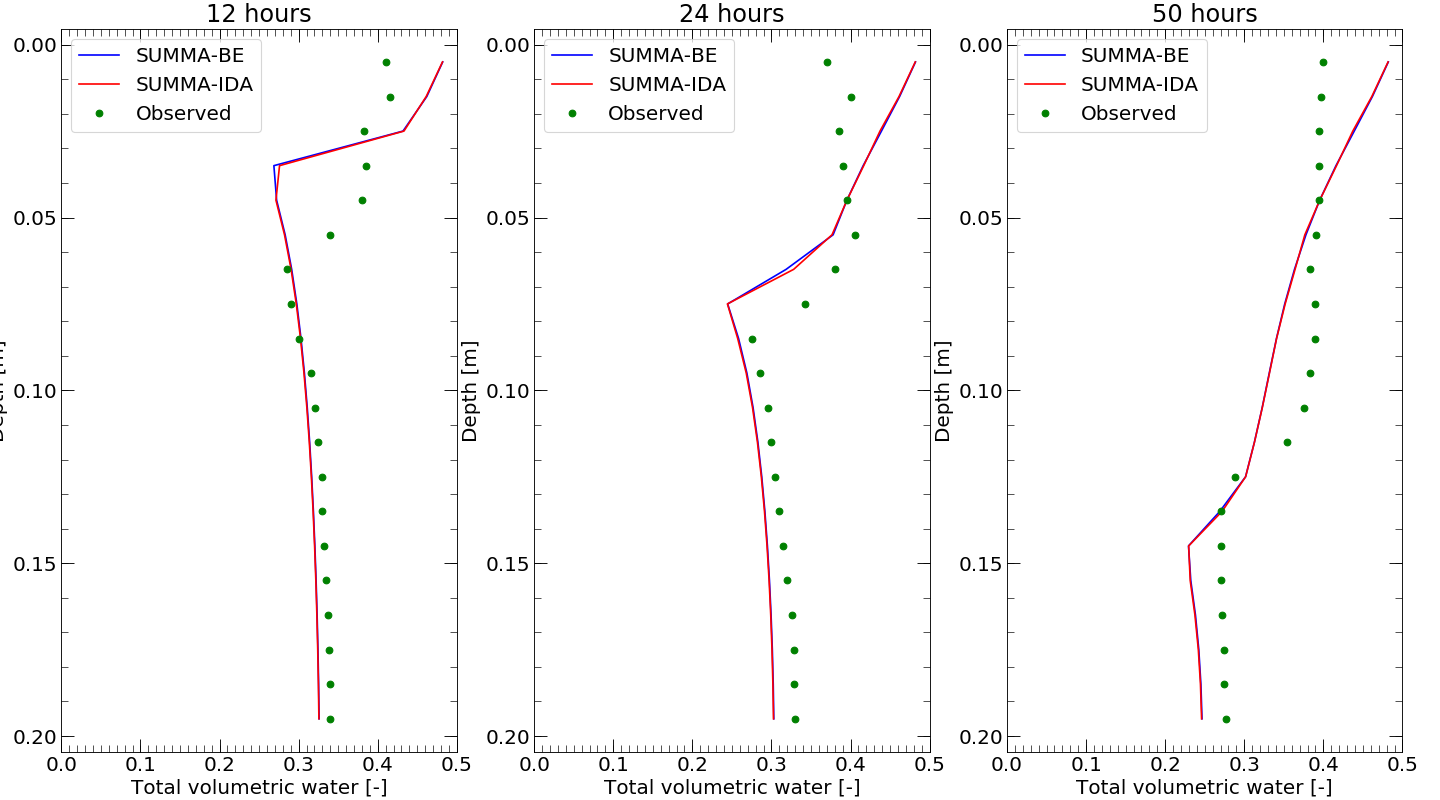 12 hours
SUMMA-BE
SUMMA-IDA
Observed
0.00
0.05
0.10
0.15
0.20
Depth [m]
0.0 0.1 0.2 0.3 0.4 0.5
Total volumetric water [-]
24 hours
SUMMA-BE
SUMMA-IDA
Observed
0.00
0.05
0.10
0.15
0.20
Depth [m]
0.0 0.1 0.2 0.3 0.4 0.5
Total volumetric water [-]
50 hours
SUMMA-BE
SUMMA-IDA
Observed
0.00
0.05
0.10
0.15
0.20
Depth [m]
0.0 0.1 0.2 0.3 0.4 0.5
Total volumetric water [-]